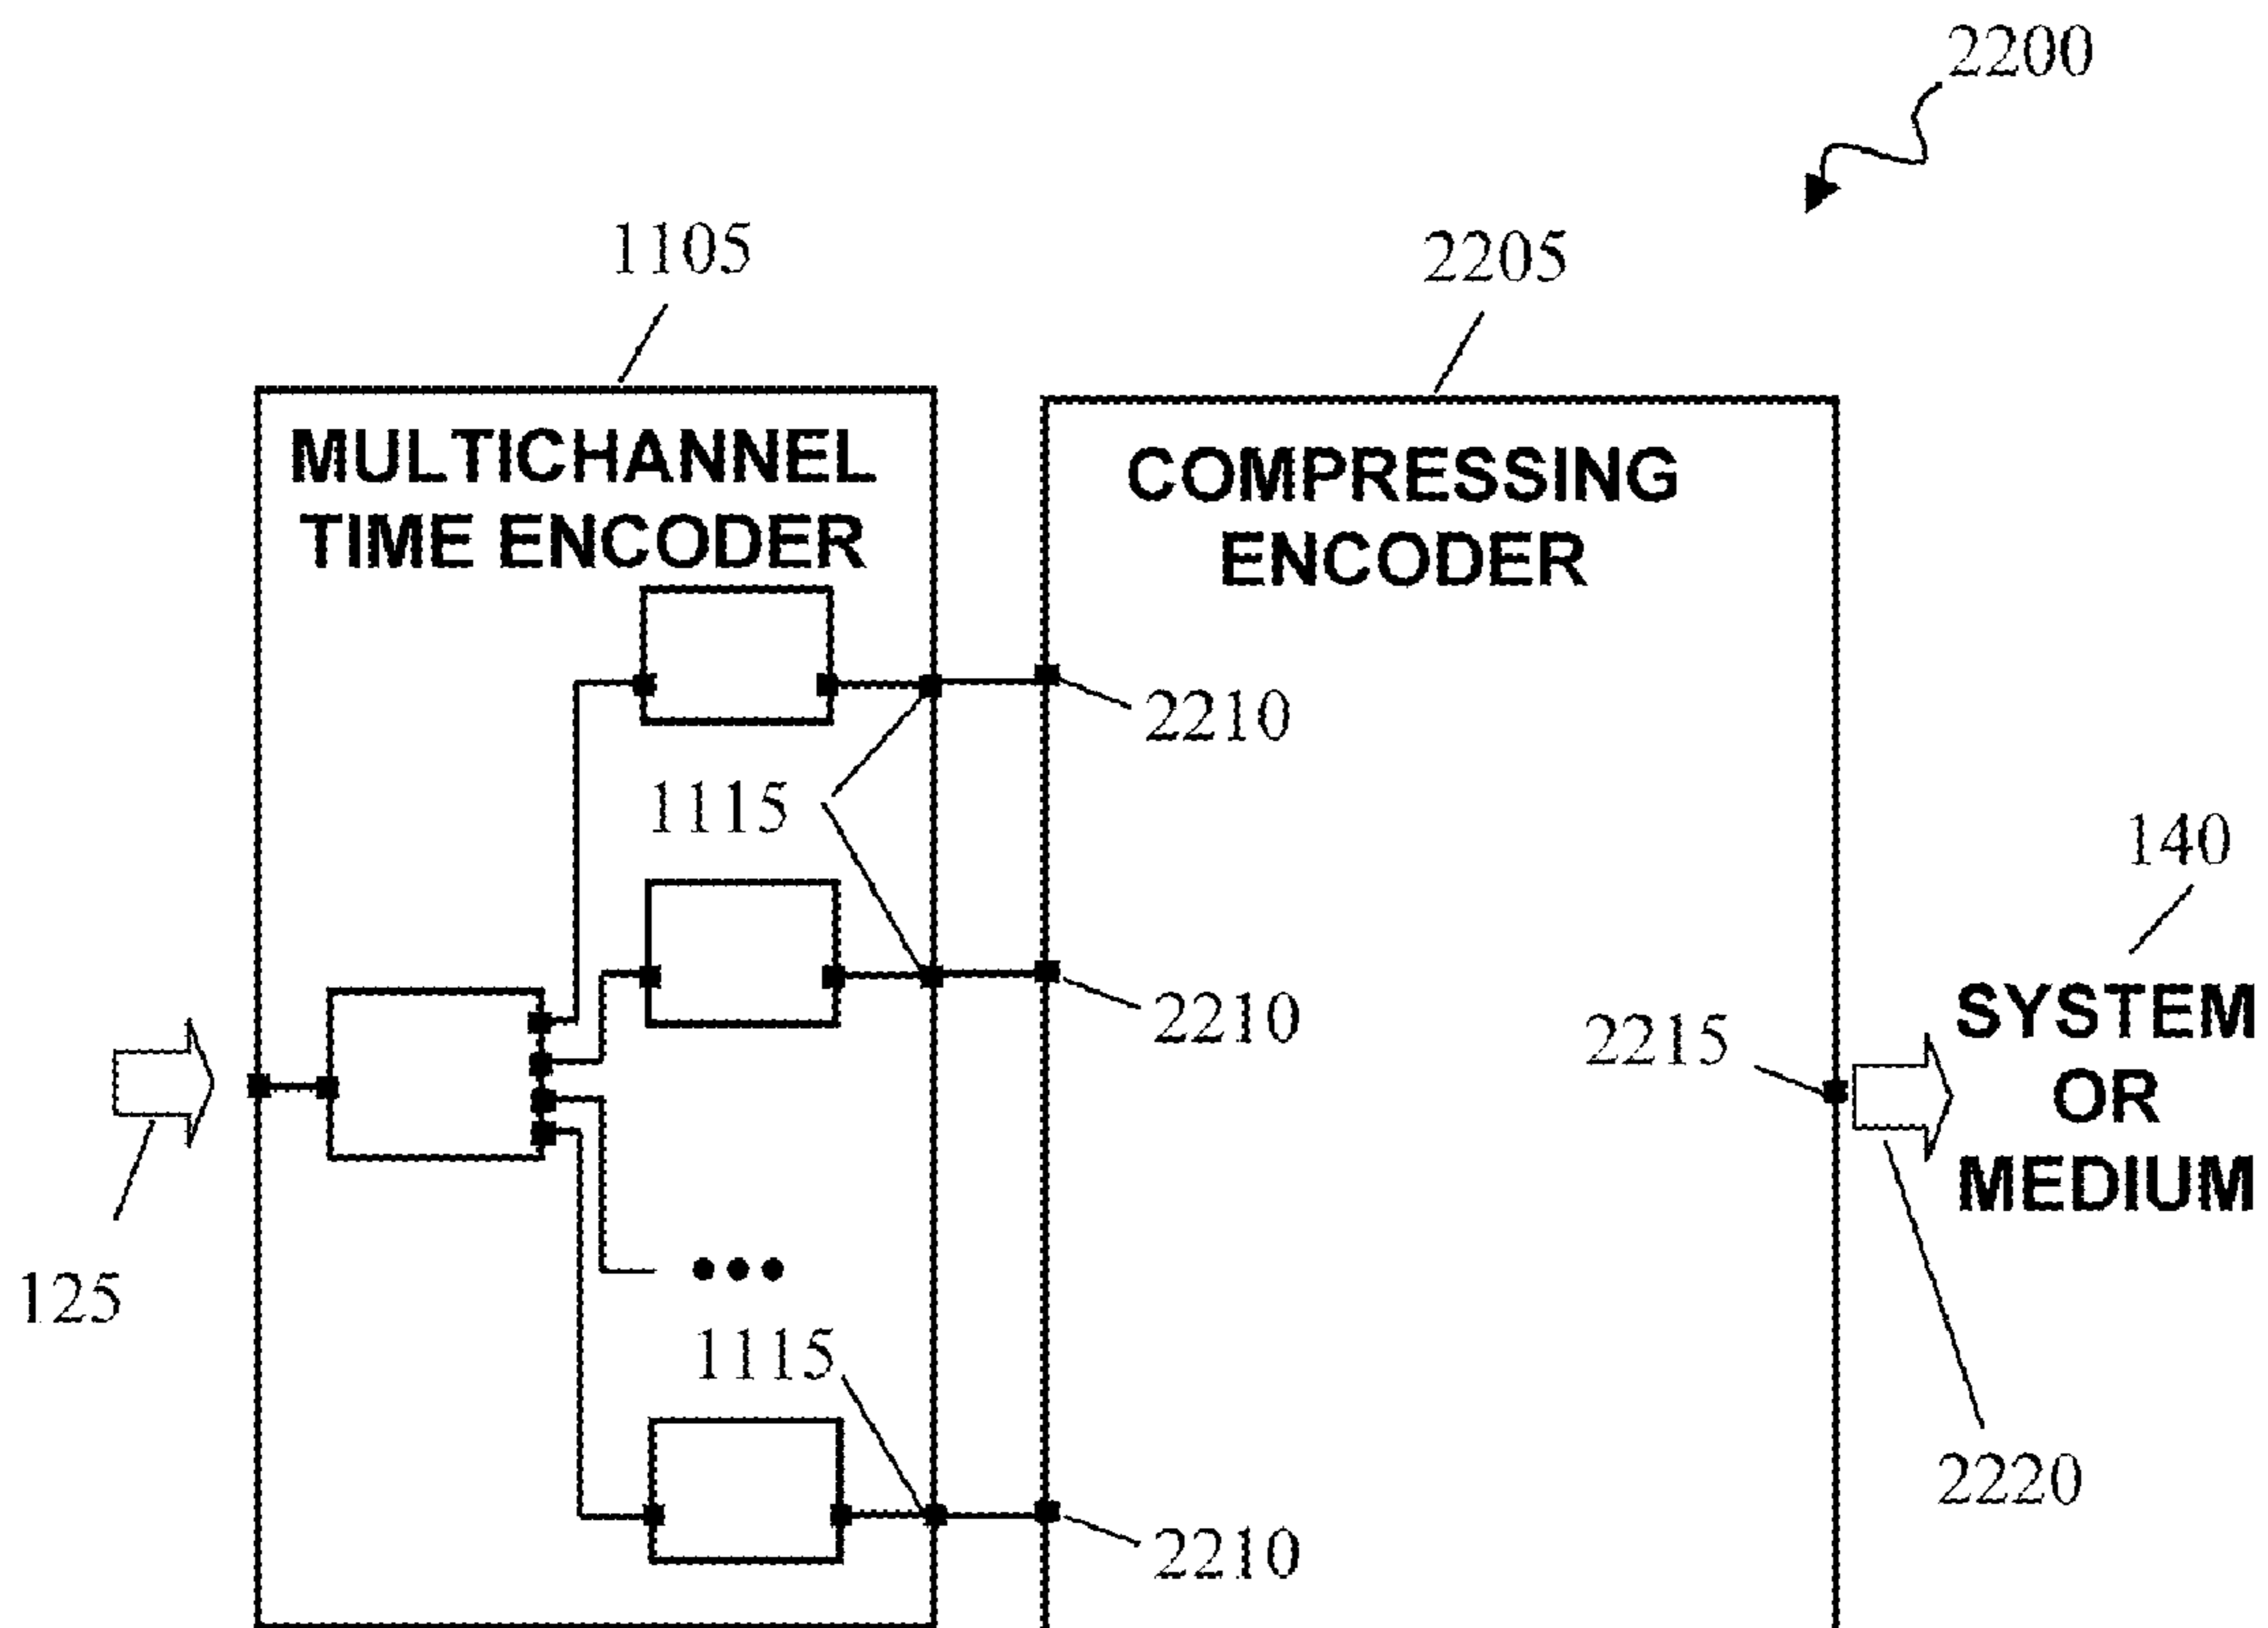 2200
1105
2205
MULTICHANNEL
TIME ENCODER
COMPRESSING
ENCODER
2210
1115
140
2210
2215
SYSTEM
OR
MEDIUM
125
1115
2220
2210